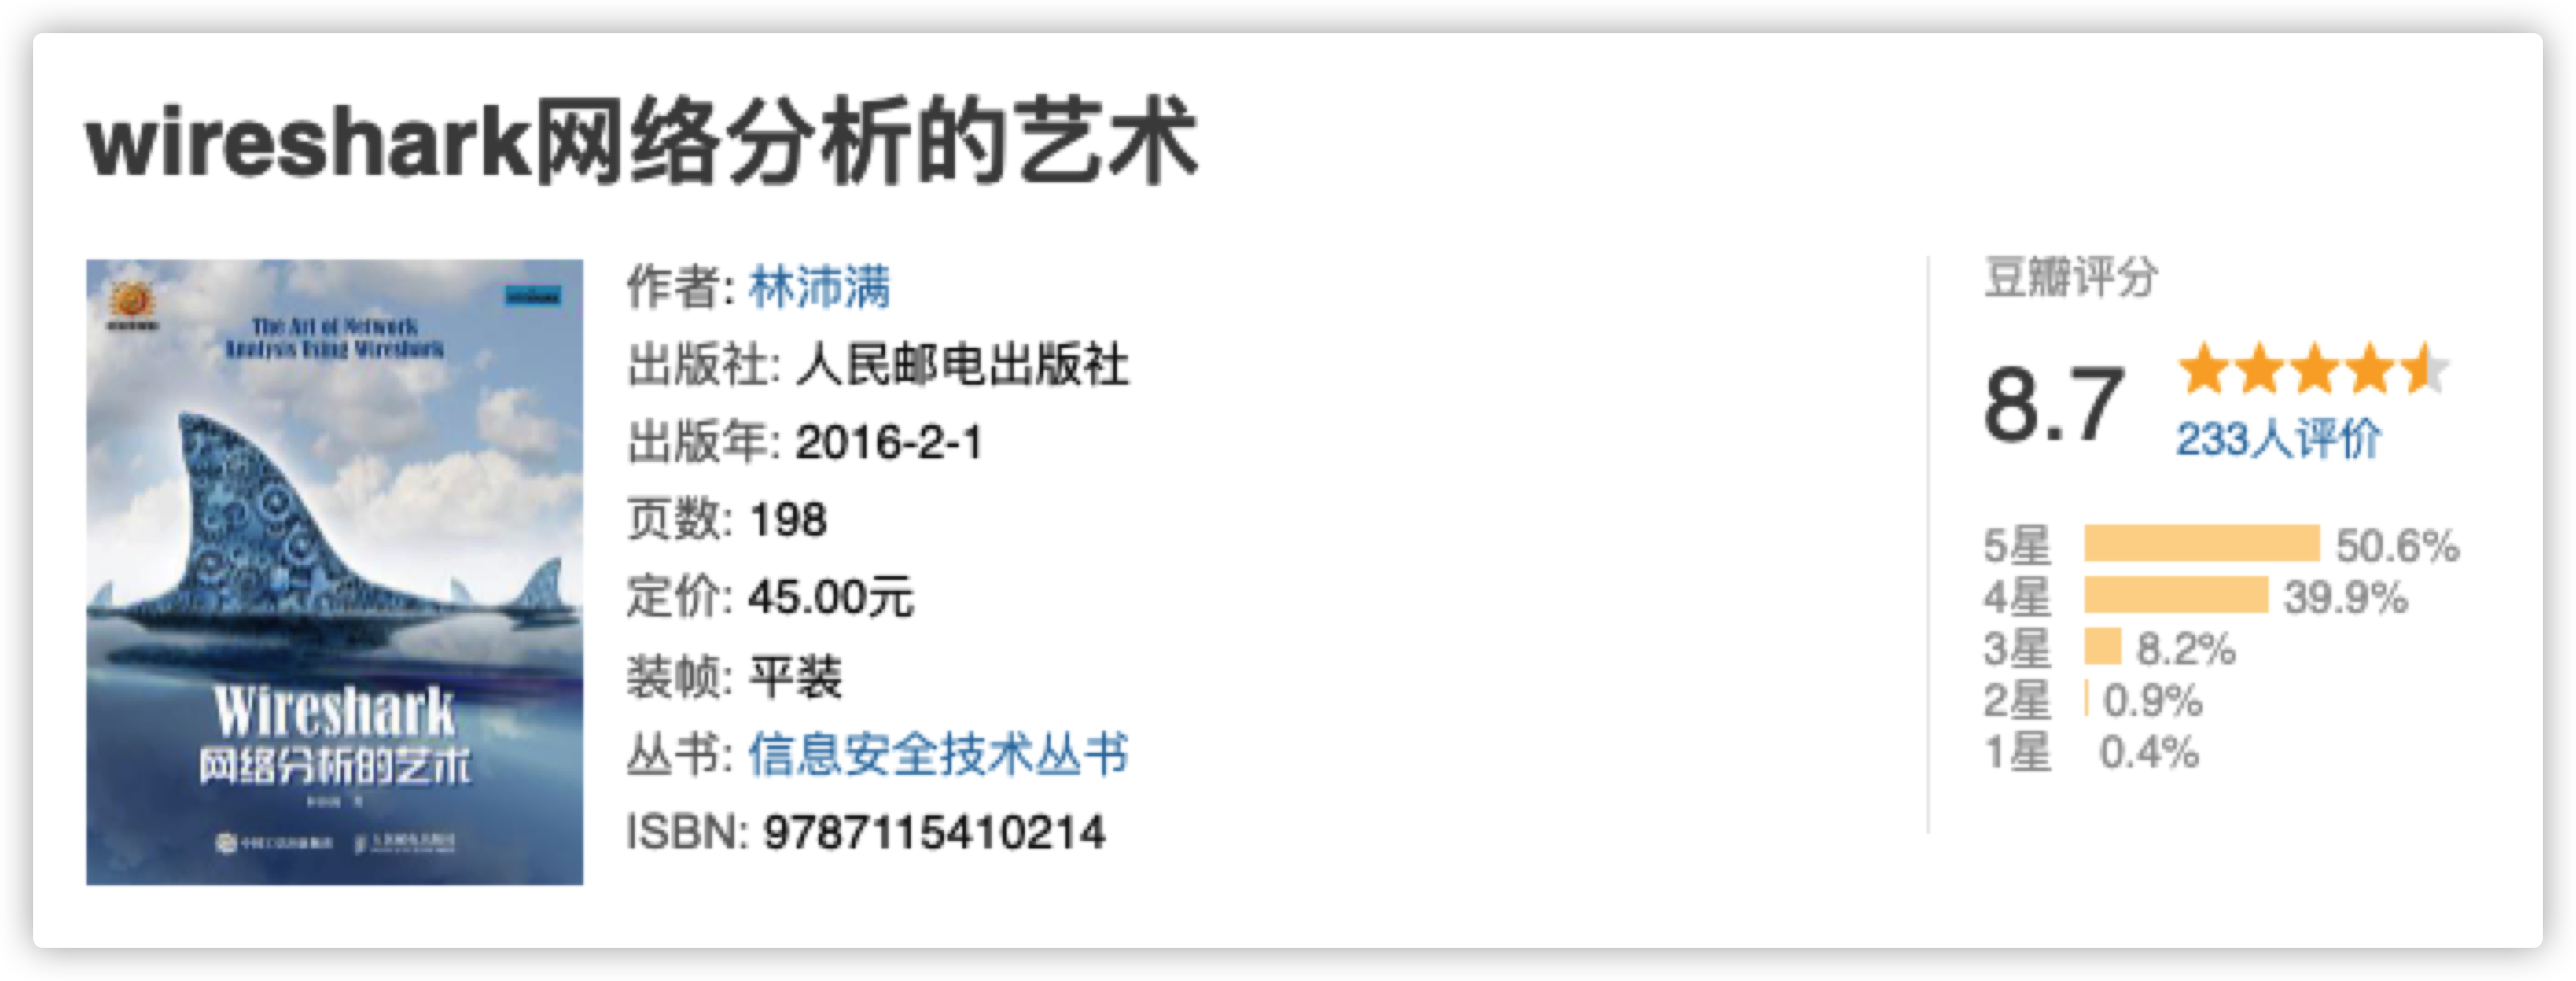 wireshark网络分析的艺术
The Art of Network
Analysis Using Wireshark
Wireshark
网络分析的艺术
作者: 林沛满
出版社: 人民邮电出版社
出版年: 2016-2-1
页数: 198
定价: 45.00元
装帧: 平装
丛书: 信息安全技术丛书
ISBN: 9787115410214
豆瓣评分
8.7
233人评价
5星 50.6%
4星 39.9%
3星 8.2%
2星 0.9%
1星 0.4%